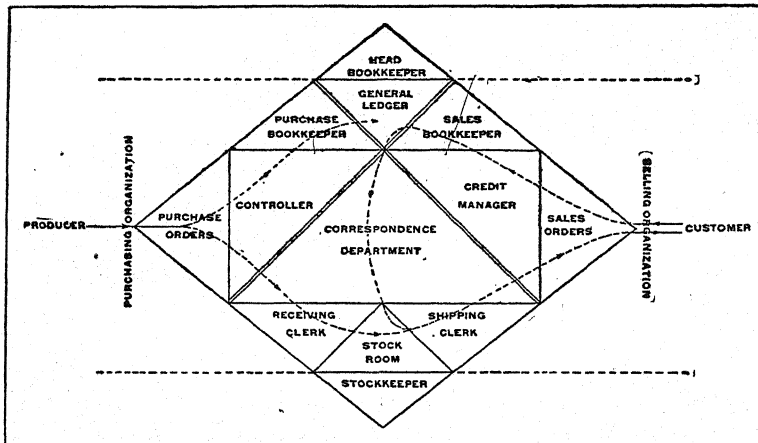 HEAD
BOOKKEEPER
GENERAL
LEDGER
PURCHASE
BOOKKEEPER
SALES
BOOKKEEPER
PURCHASING ORGANIZATION
PRODUCER
PURCHASE
ORDERS
CONTROLLER
CORRESPONDENCE
DEPARTMENT
CREDIT
MANAGER
SALES
ORDERS
(SELLING ORGANIZATION)
CUSTOMER
RECEIVING
CLERK
SHIPPING
CLERK
STOCK
ROOM
STOCKKEEPER